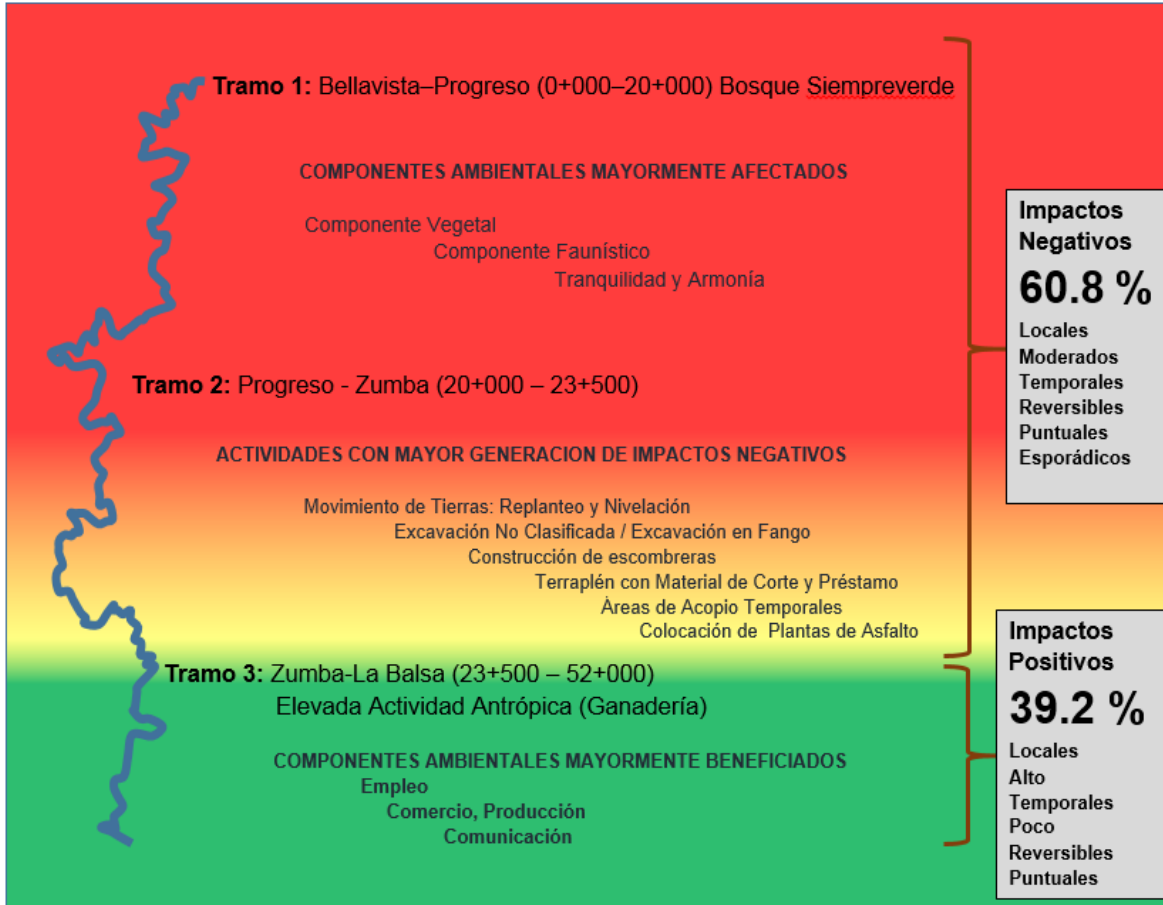 Tramo 1: Bellavista–Progreso (0+000–20+000) Bosque Siempreverde
COMPONENTES AMBIENTALES MAYORMENTE AFECTADOS
Componente Vegetal
Componente Faunístico
Tranquilidad y Armonía
Tramo 2: Progreso - Zumba (20+000 – 23+500)
ACTIVIDADES CON MAYOR GENERACION DE IMPACTOS NEGATIVOS
Movimiento de Tierras: Replanteo y Nivelación
Excavación No Clasificada / Excavación en Fango
Construcción de escombreras
Terraplén con Material de Corte y Préstamo
Áreas de Acopio Temporales
Colocación de Plantas de Asfalto
Tramo 3: Zumba-La Balsa (23+500 – 52+000)
Elevada Actividad Antrópica (Ganadería)
COMPONENTES AMBIENTALES MAYORMENTE BENEFICIADOS
Empleo
Comercio, Producción
Comunicación
Impactos
Negativos
60.8 %
Locales
Moderados
Temporales
Reversibles
Puntuales
Esporádicos
Impactos
Positivos
39.2 %
Locales
Alto
Temporales
Poco
Reversibles
Puntuales